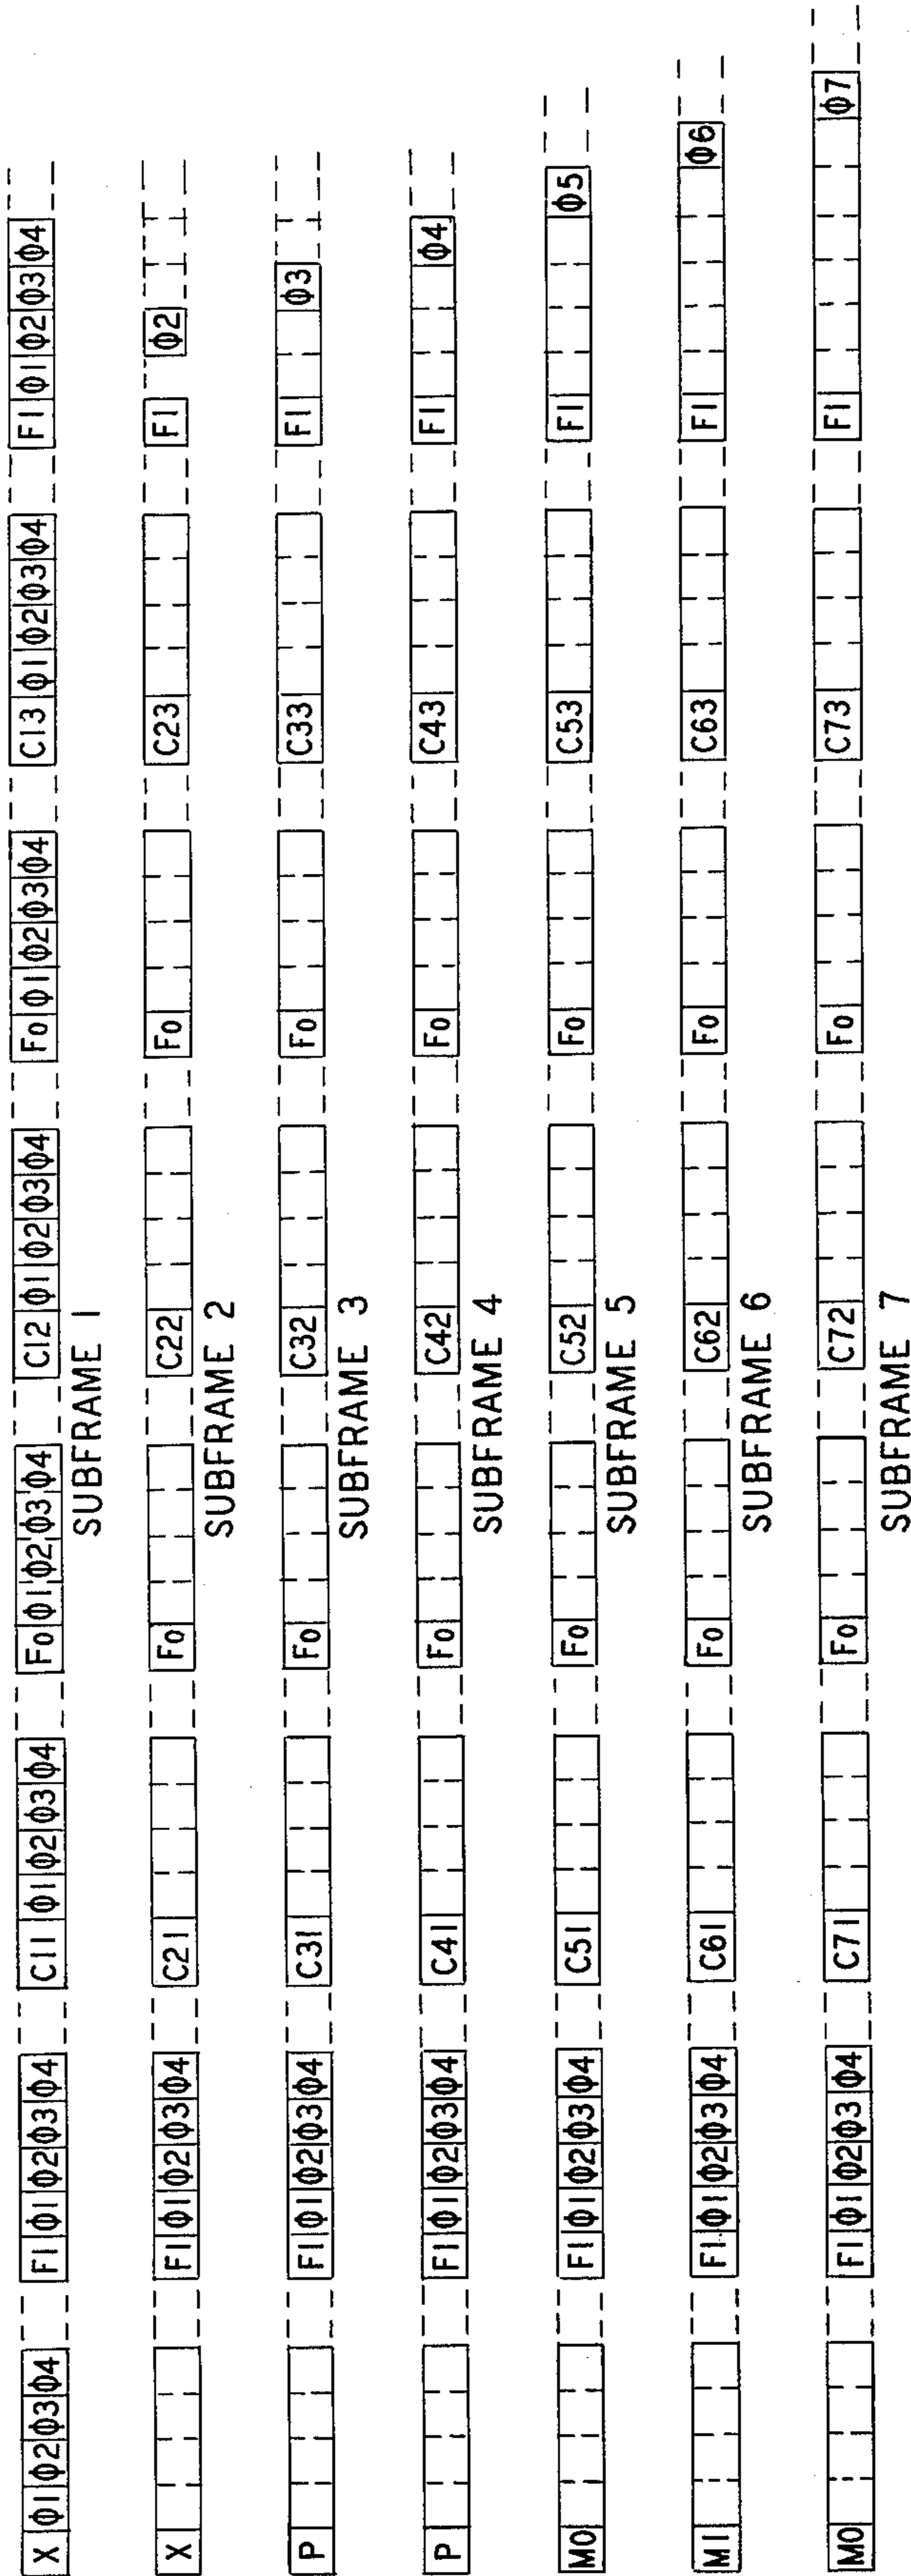 X Φ1 Φ2 Φ3 Φ4 F1 Φ1 Φ2 Φ3 Φ4 C11 Φ1 Φ2 Φ3 Φ4 F0 Φ1 Φ2 Φ3 Φ4 C12 Φ1 Φ2 Φ3 Φ4 F0 Φ1 Φ2 Φ3 Φ4 C13 Φ1 Φ2 Φ3 Φ4 F1 Φ1 Φ2 Φ3 Φ4
SUBFRAME 1
X F1 Φ1 Φ2 Φ3 Φ4 C21 F0 C22 F0 C23 F1 Φ2
SUBFRAME 2
P F1 Φ1 Φ2 Φ3 Φ4 C31 F0 C32 F0 C33 F1 Φ3
SUBFRAME 3
P F1 Φ1 Φ2 Φ3 Φ4 C41 F0 C42 F0 C43 F1 Φ4
SUBFRAME 4
M0 F1 Φ1 Φ2 Φ3 Φ4 C51 F0 C52 F0 C53 F1 Φ5
SUBFRAME 5
M1 F1 Φ1 Φ2 Φ3 Φ4 C61 F0 C62 F0 C63 F1 Φ6
SUBFRAME 6
M0 F1 Φ1 Φ2 Φ3 Φ4 C71 F0 C72 F0 C73 F1 Φ7
SUBFRAME 7